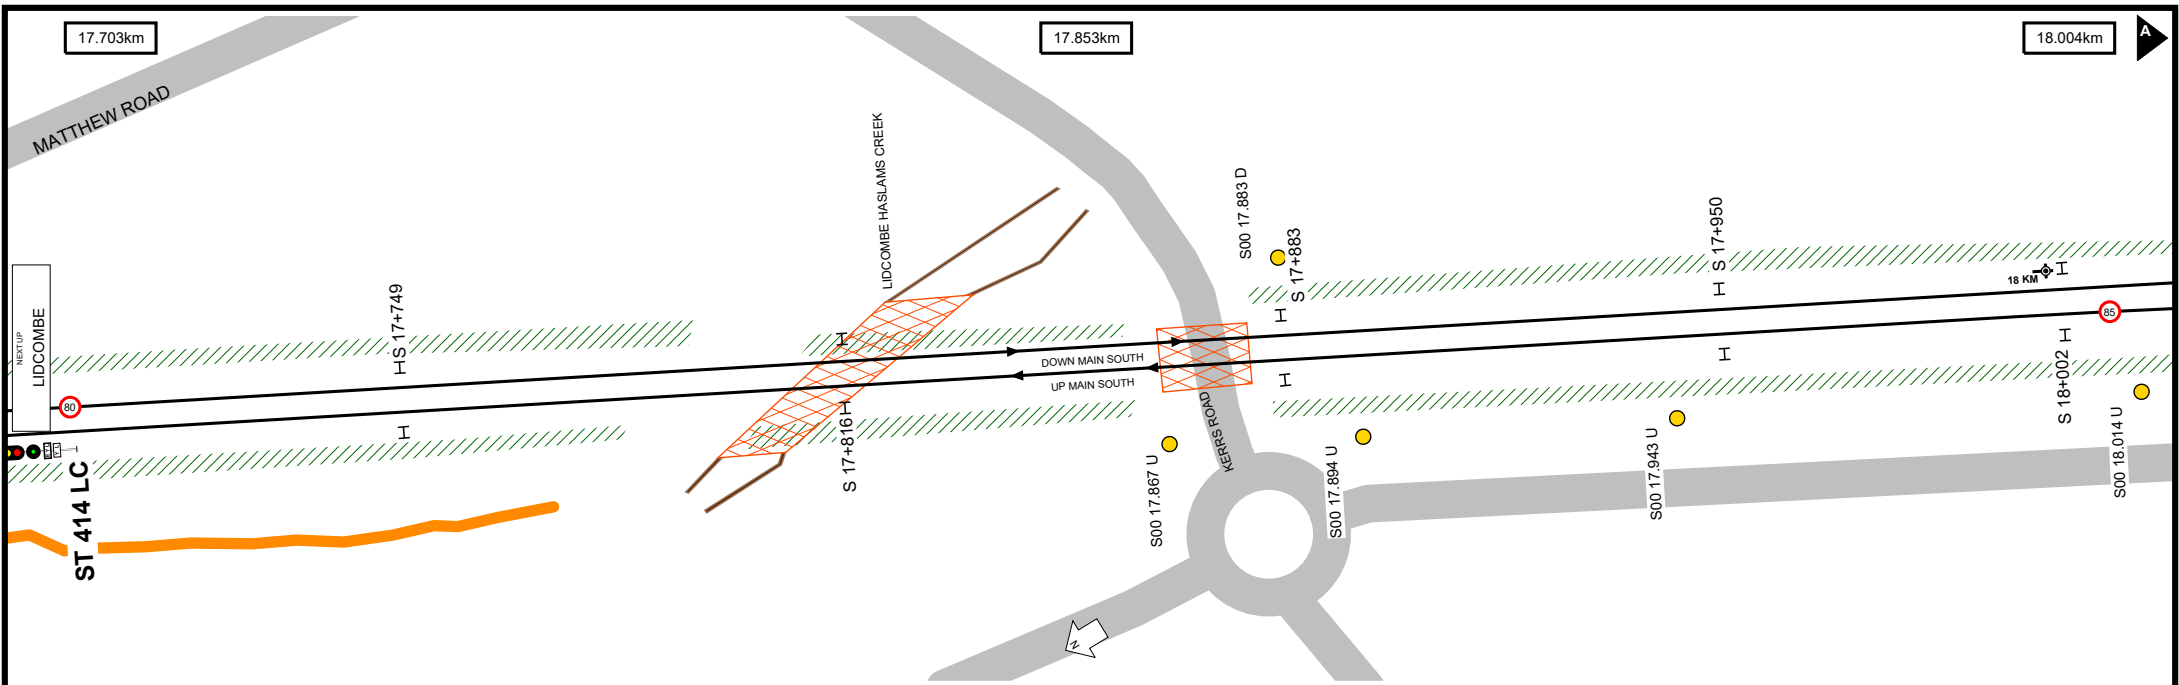 17.703km
17.853km
18.004km
A
MATTHEW ROAD
LIDCOMBE HASLAMS CREEK
S00 17.883 D
S 17+883
S 17+950
18 KM
NEXT UP
LIDCOMBE
S 17+749
80
85
DOWN MAIN SOUTH
UP MAIN SOUTH
ST 414 LC
S 17+816
KERRS ROAD
S00 17.867 U
S00 17.894 U
S00 17.943 U
S 18+002
S00 18.014 U
N